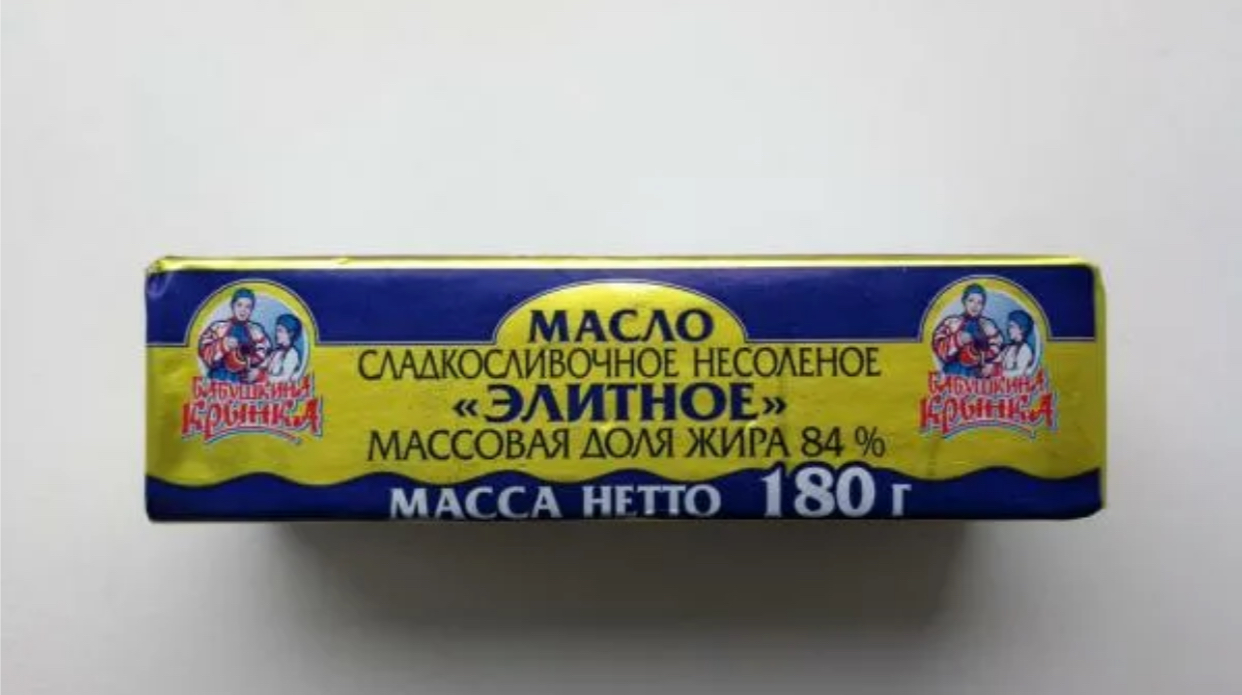 МАСЛО
СЛАДКОСЛИВОЧНОЕ НЕСОЛЕНОЕ
«ЭЛИТНОЕ»
МАССОВАЯ ДОЛЯ ЖИРА 84 %
МАССА НЕТТО 180 г
БАБУШКИНА
КРЫНКА
БАБУШКИНА
КРЫНКА